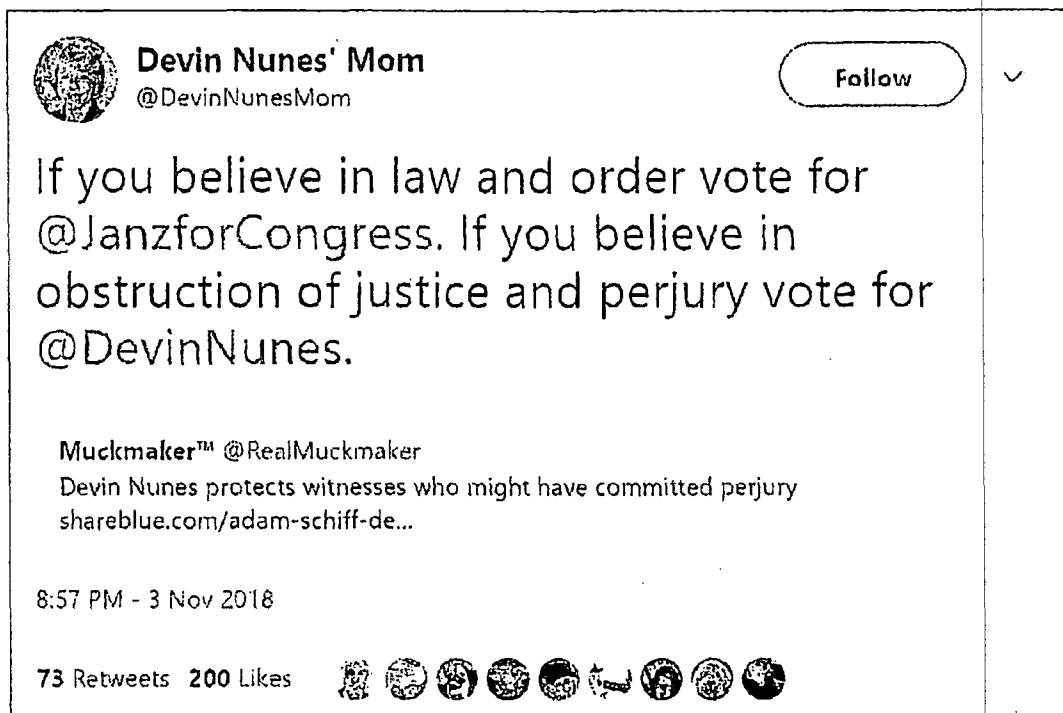 Devin Nunes' Mom
@DevinNunesMom
Follow
If you believe in law and order vote for
@JanzforCongress. If you believe in
obstruction of justice and perjury vote for
@DevinNunes.
Muckmaker™ @RealMuckmaker
Devin Nunes protects witnesses who might have committed perjury
shareblue.com/adam-schiff-de...
8:57 PM - 3 Nov 2018
73 Retweets 200 Likes